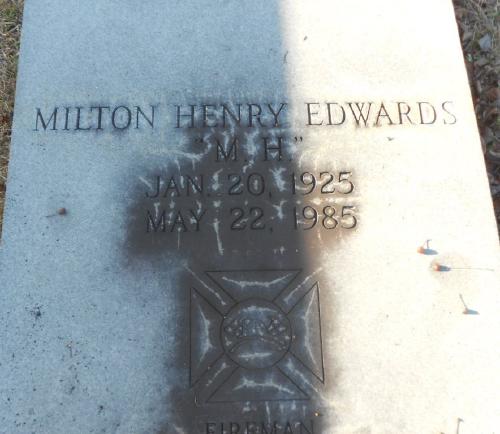 MILTON HENRY EDWARDS
"M. H."
JAN. 20, 1925
MAY 22, 1985
FIREMAN